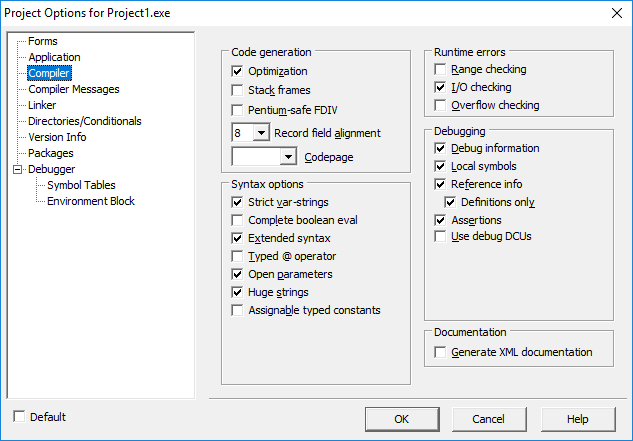 Project Options for Project1.exe
Forms
Application
Compiler
Compiler Messages
Linker
Directories/Conditionals
Version Info
Packages
Debugger
Symbol Tables
Environment Block
Code generation
Optimization
Stack frames
Pentium-safe FDIV
8 Record field alignment
Codepage
Syntax options
Strict var-strings
Complete boolean eval
Extended syntax
Typed @ operator
Open parameters
Huge strings
Assignable typed constants
Runtime errors
Range checking
I/O checking
Overflow checking
Debugging
Debug information
Local symbols
Reference info
Definitions only
Assertions
Use debug DCUs
Documentation
Generate XML documentation
Default
OK
Cancel
Help